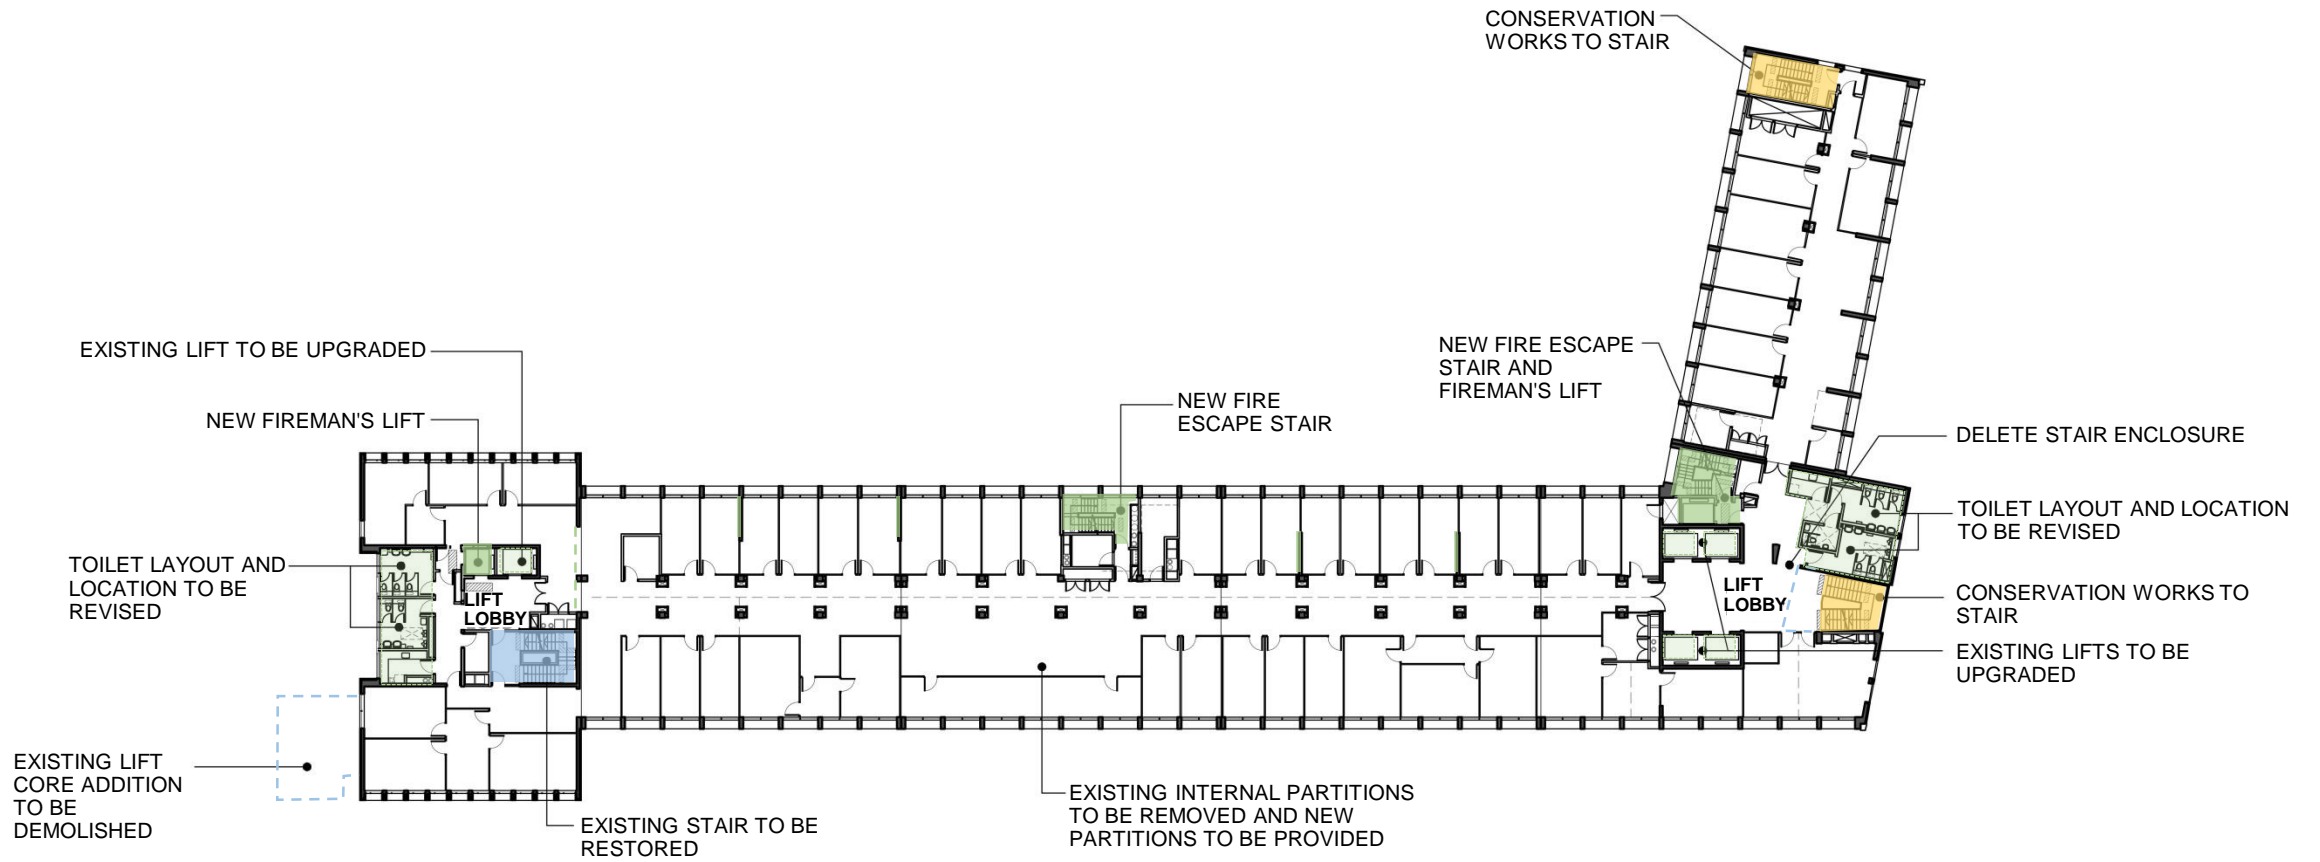 CONSERVATION
WORKS TO STAIR
NEW FIRE ESCAPE
STAIR AND
FIREMAN'S LIFT
EXISTING LIFT TO BE UPGRADED
NEW FIREMAN'S LIFT
NEW FIRE
ESCAPE STAIR
DELETE STAIR ENCLOSURE
TOILET LAYOUT AND LOCATION
TO BE REVISED
TOILET LAYOUT AND
LOCATION TO BE
REVISED
LIFT
LOBBY
LIFT
LOBBY
CONSERVATION WORKS TO
STAIR
EXISTING LIFTS TO BE
UPGRADED
EXISTING LIFT
CORE ADDITION
TO BE
DEMOLISHED
EXISTING STAIR TO BE
RESTORED
EXISTING INTERNAL PARTITIONS
TO BE REMOVED AND NEW
PARTITIONS TO BE PROVIDED